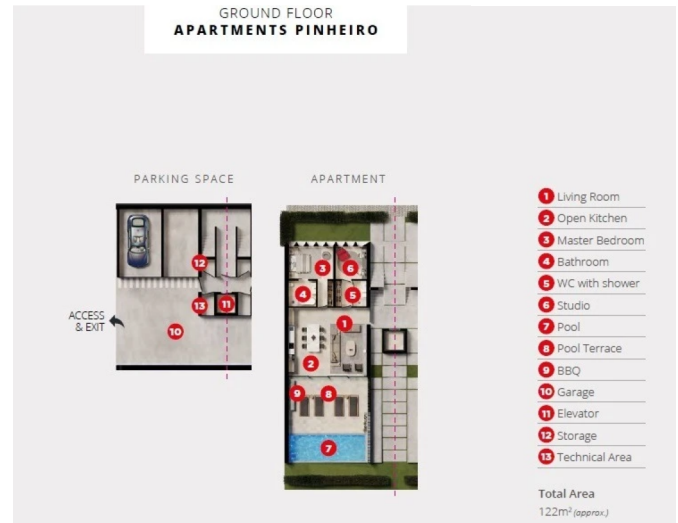 GROUND FLOOR
APARTMENTS PINHEIRO
PARKING SPACE
APARTMENT
12
13
11
10
ACCESS
& EXIT
3
6
4
5
1
2
9
8
7
1 Living Room
2 Open Kitchen
3 Master Bedroom
4 Bathroom
5 WC with shower
6 Studio
7 Pool
8 Pool Terrace
9 BBQ
10 Garage
11 Elevator
12 Storage
13 Technical Area
Total Area
122m² (approx.)